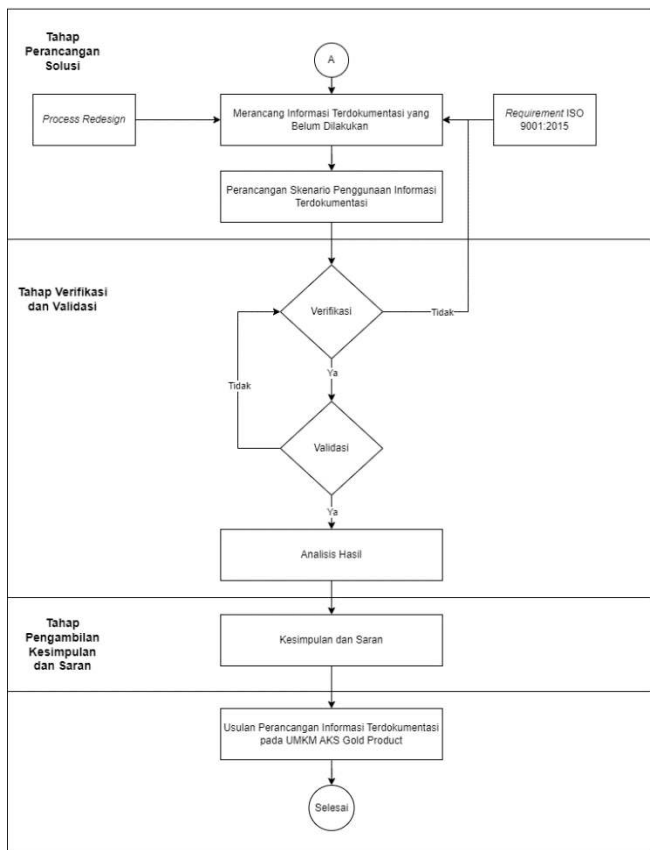 Tahap
Perancangan
Solusi
A
Process Redesign
Merancang Informasi Terdokumentasi yang
Belum Dilakukan
Requirement ISO
9001:2015
Perancangan Skenario Penggunaan Informasi
Terdokumentasi
Tahap Verifikasi
dan Validasi
Verifikasi
Tidak
Ya
Tidak
Validasi
Ya
Analisis Hasil
Tahap
Pengambilan
Kesimpulan
dan Saran
Kesimpulan dan Saran
Usulan Perancangan Informasi Terdokumentasi
pada UMKM AKS Gold Product
Selesai